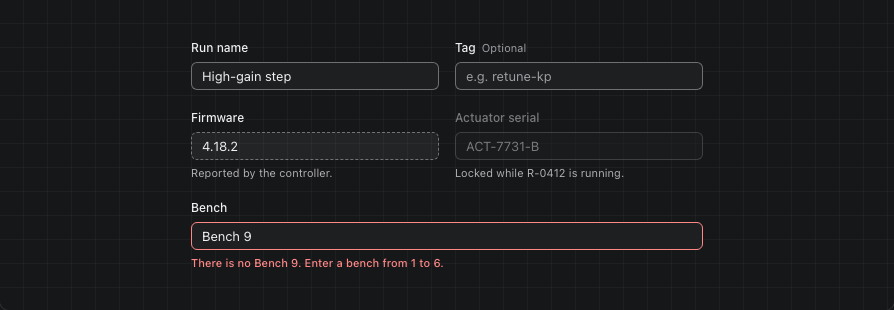 Run name
High-gain step
Tag Optional
e.g. retune-kp
Firmware
4.18.2
Reported by the controller.
Actuator serial
ACT-7731-B
Locked while R-0412 is running.
Bench
Bench 9
There is no Bench 9. Enter a bench from 1 to 6.